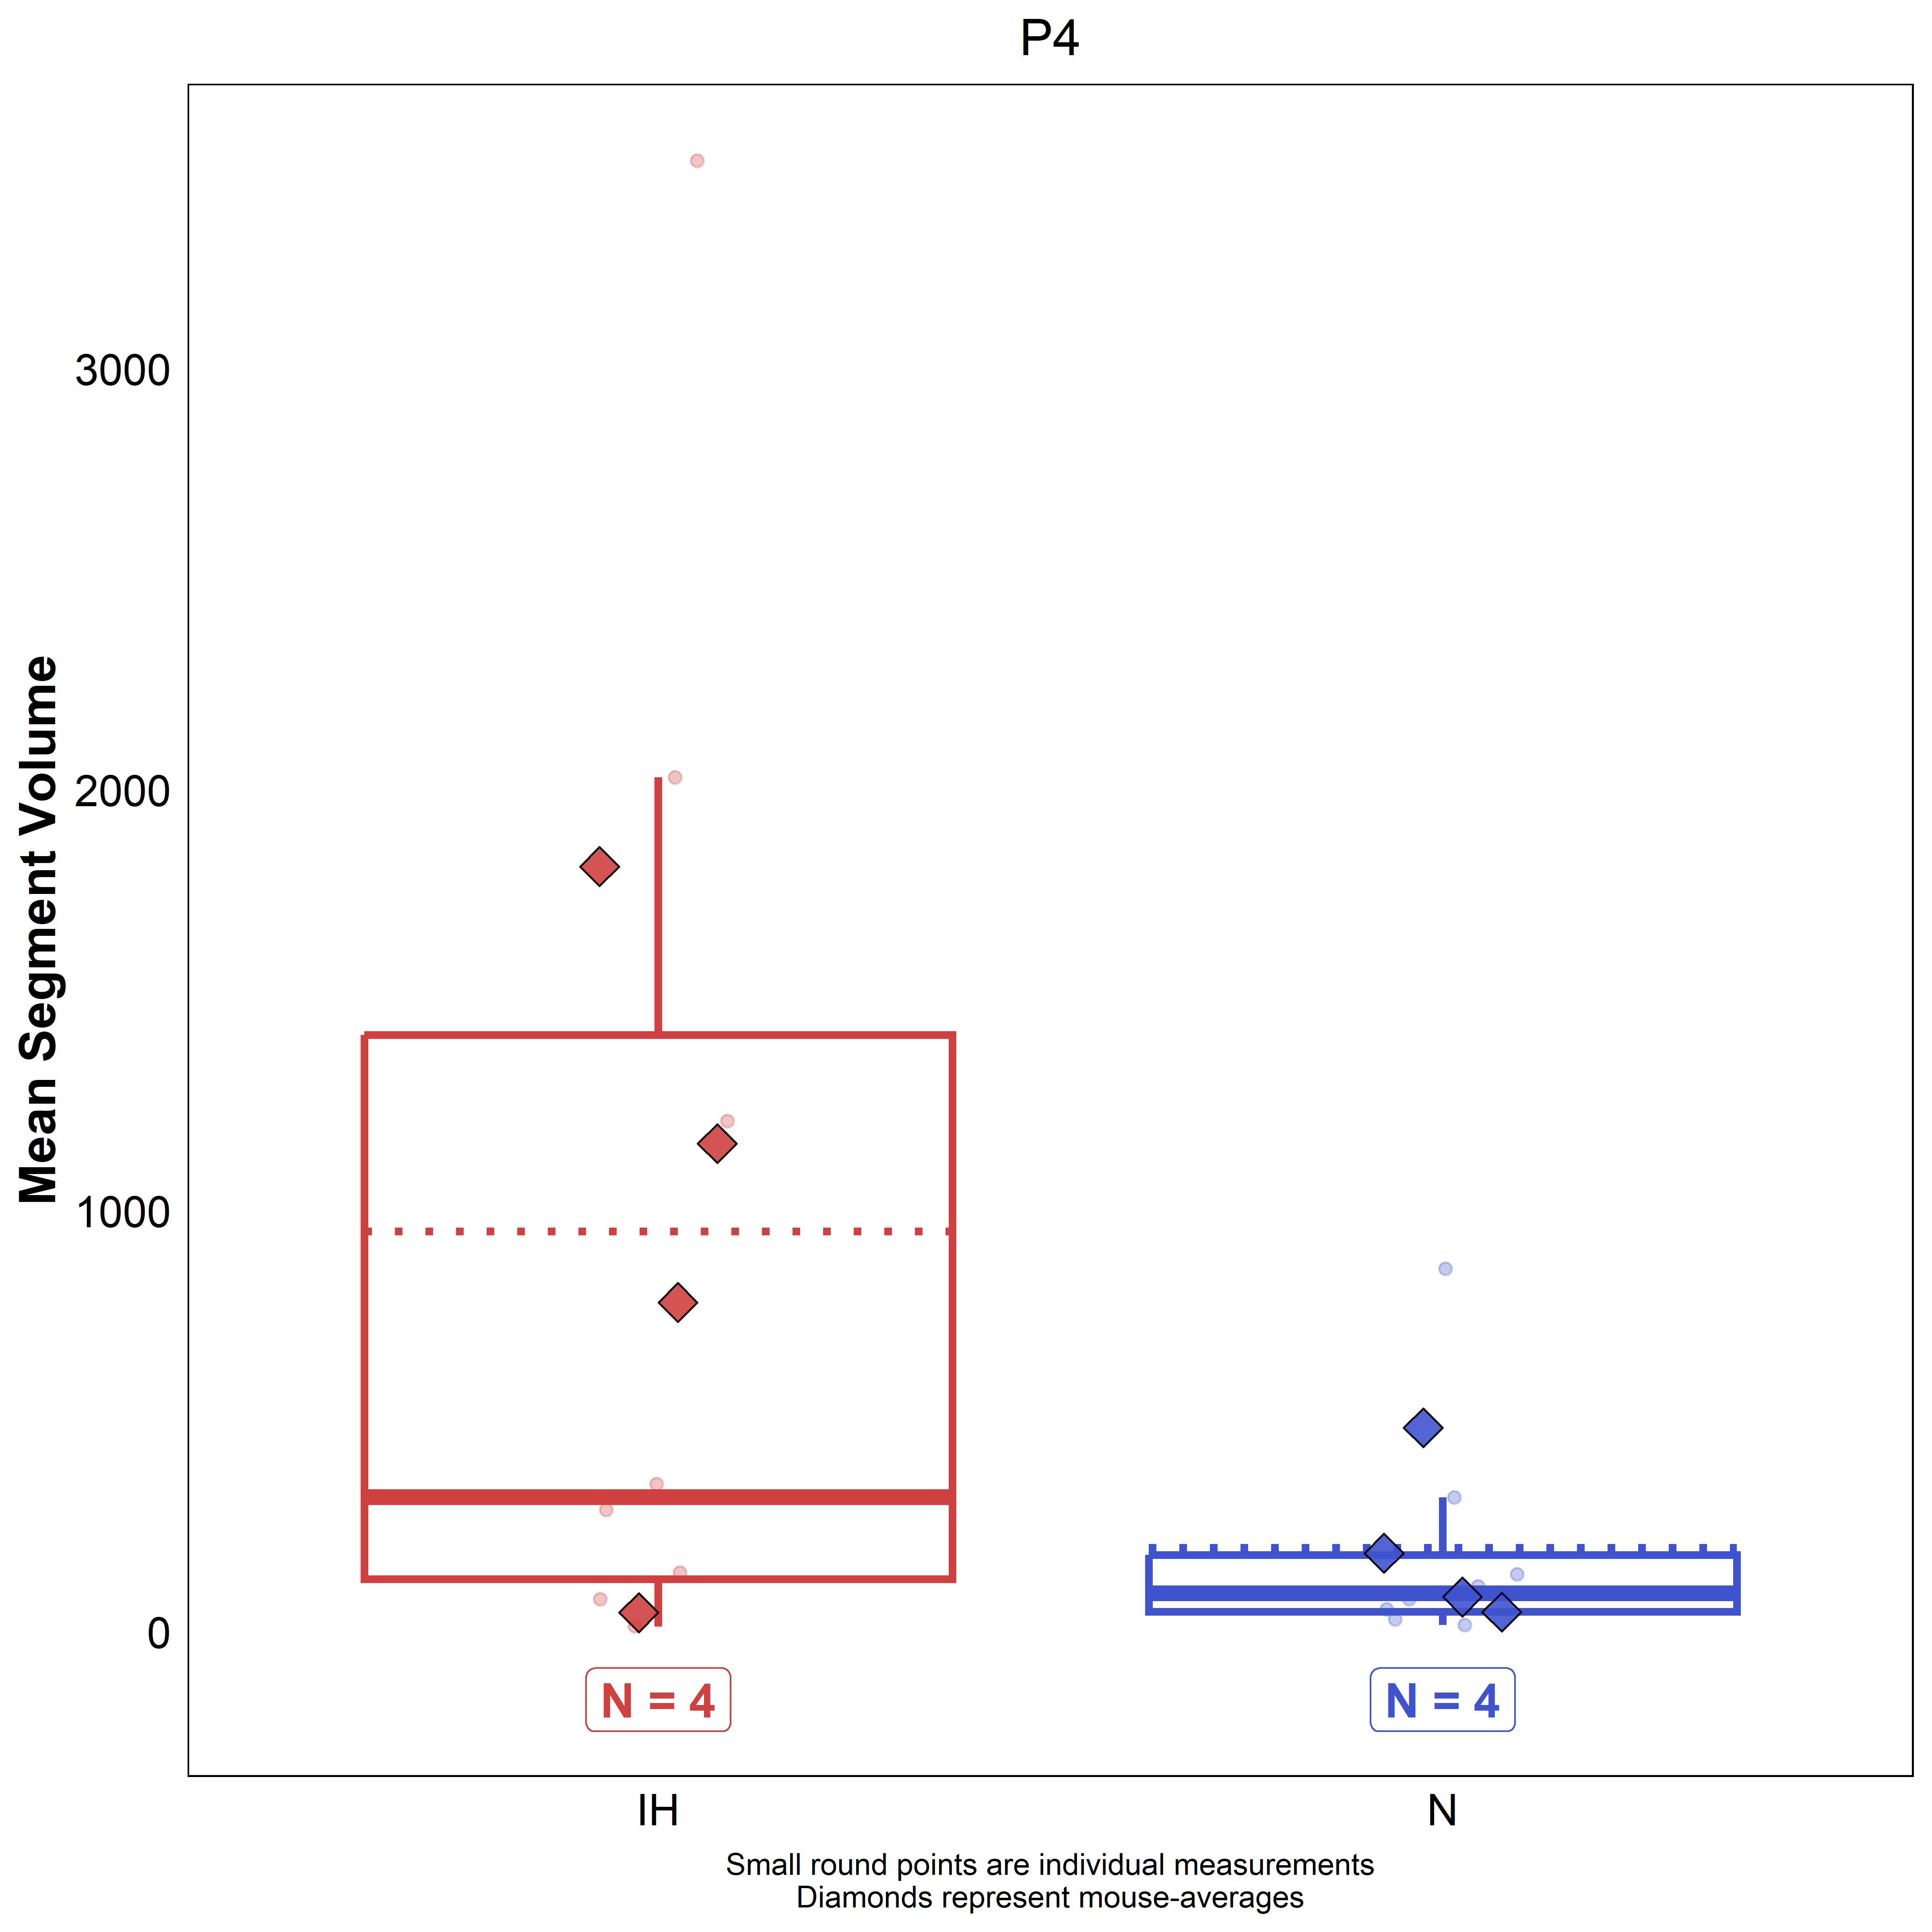 P4
Mean Segment Volume
3000
2000
1000
0
N = 4
N = 4
IH
N
Small round points are individual measurements
Diamonds represent mouse-averages